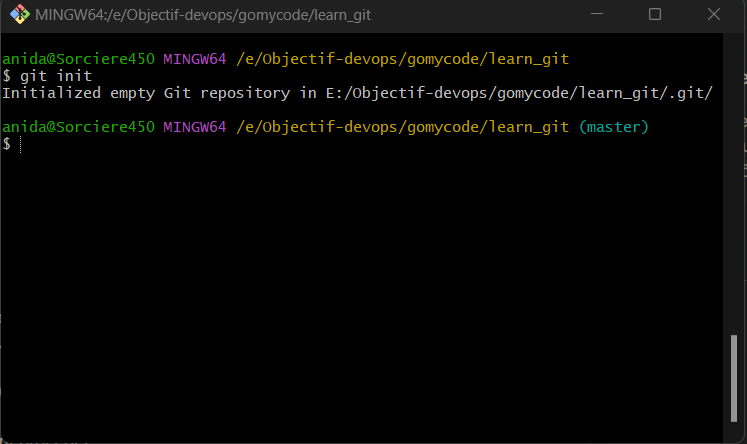 MINGW64:/e/Objectif-devops/gomycode/learn_git
anida@Sorciere450 MINGW64 /e/Objectif-devops/gomycode/learn_git
$ git init
Initialized empty Git repository in E:/Objectif-devops/gomycode/learn_git/.git/
anida@Sorciere450 MINGW64 /e/Objectif-devops/gomycode/learn_git (master)
$